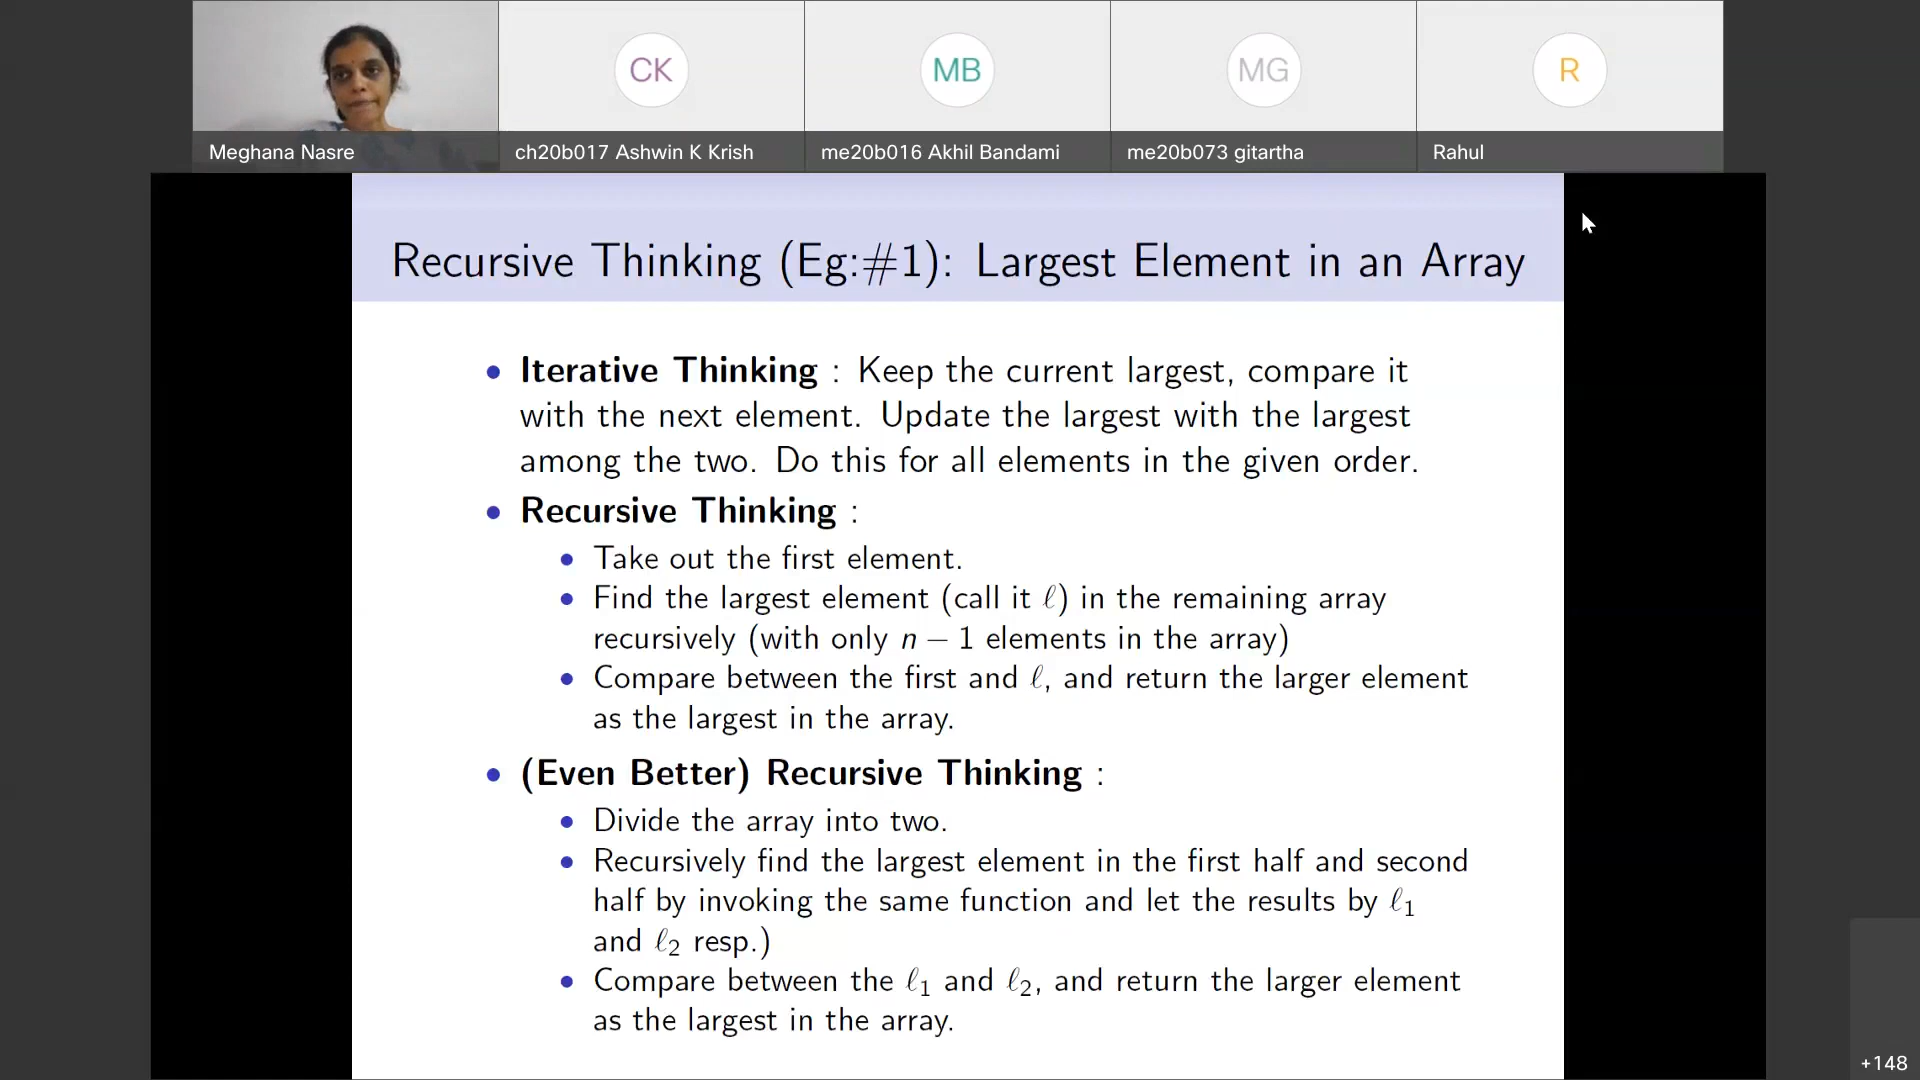 CK
MB
MG
R
Meghana Nasre
ch20b017 Ashwin K Krish
me20b016 Akhil Bandami
me20b073 gitartha
Rahul
Recursive Thinking (Eg:#1): Largest Element in an Array
• Iterative Thinking : Keep the current largest, compare it
with the next element. Update the largest with the largest
among the two. Do this for all elements in the given order.
• Recursive Thinking :
• Take out the first element.
• Find the largest element (call it ℓ) in the remaining array
recursively (with only n − 1 elements in the array)
• Compare between the first and ℓ, and return the larger element
as the largest in the array.
• (Even Better) Recursive Thinking :
• Divide the array into two.
• Recursively find the largest element in the first half and second
half by invoking the same function and let the results by ℓ₁
and ℓ₂ resp.)
• Compare between the ℓ₁ and ℓ₂, and return the larger element
as the largest in the array.
+148